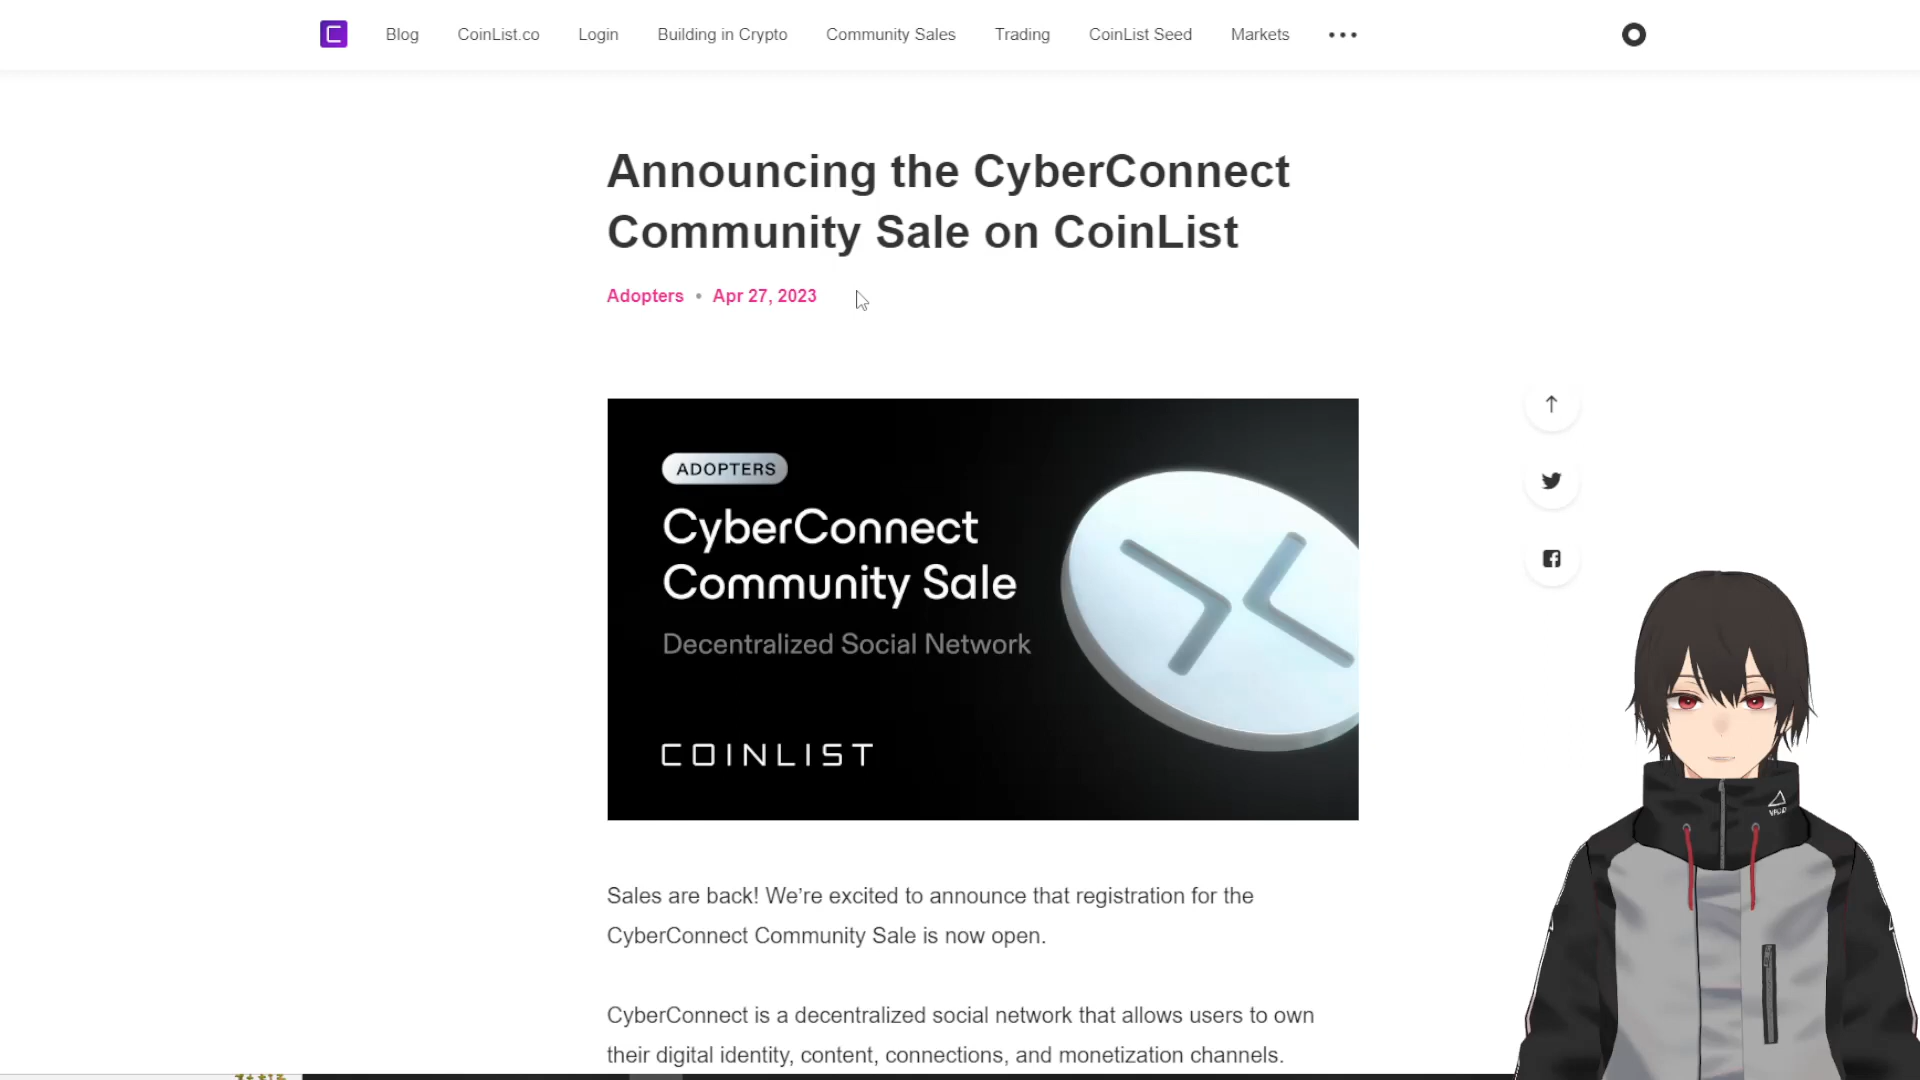 Blog CoinList.co Login Building in Crypto Community Sales Trading CoinList Seed Markets
Announcing the CyberConnect
Community Sale on CoinList
Adopters • Apr 27, 2023
ADOPTERS
CyberConnect
Community Sale
Decentralized Social Network
COINLIST
Sales are back! We’re excited to announce that registration for the
CyberConnect Community Sale is now open.
CyberConnect is a decentralized social network that allows users to own
their digital identity, content, connections, and monetization channels.